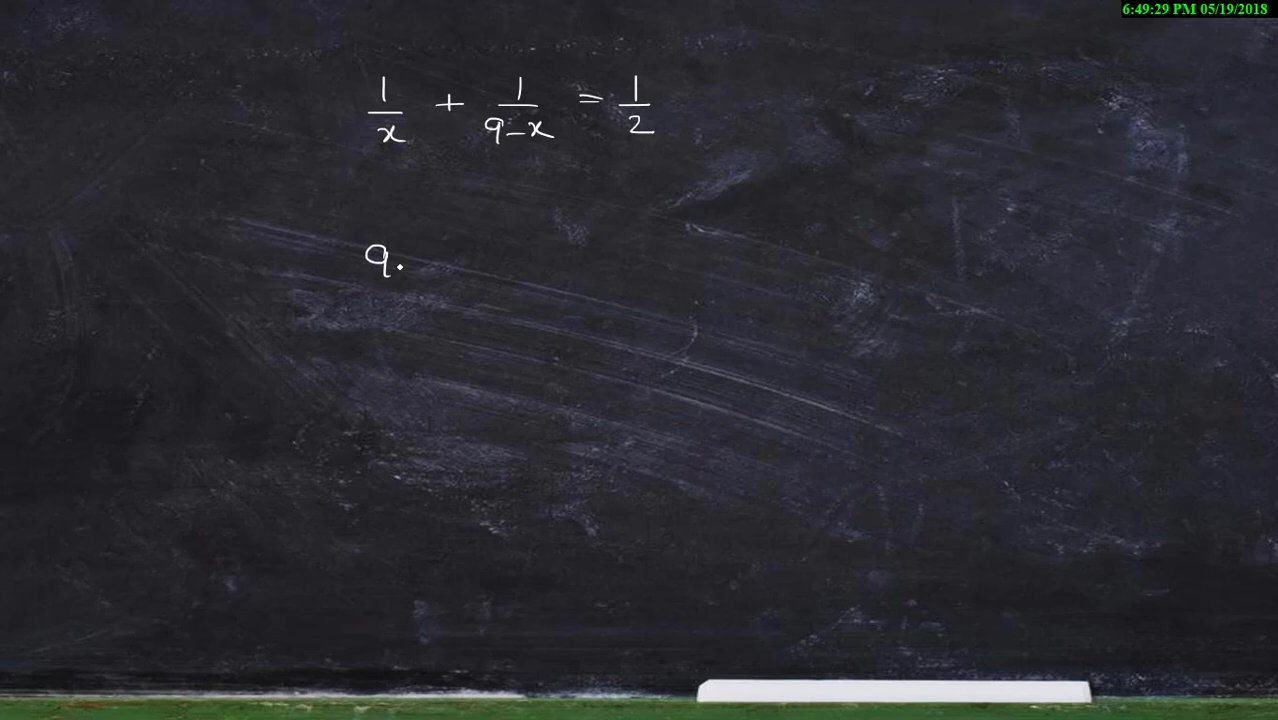 6:49:29 PM 05/19/2018
1/x + 1/(9-x) = 1/2
9.